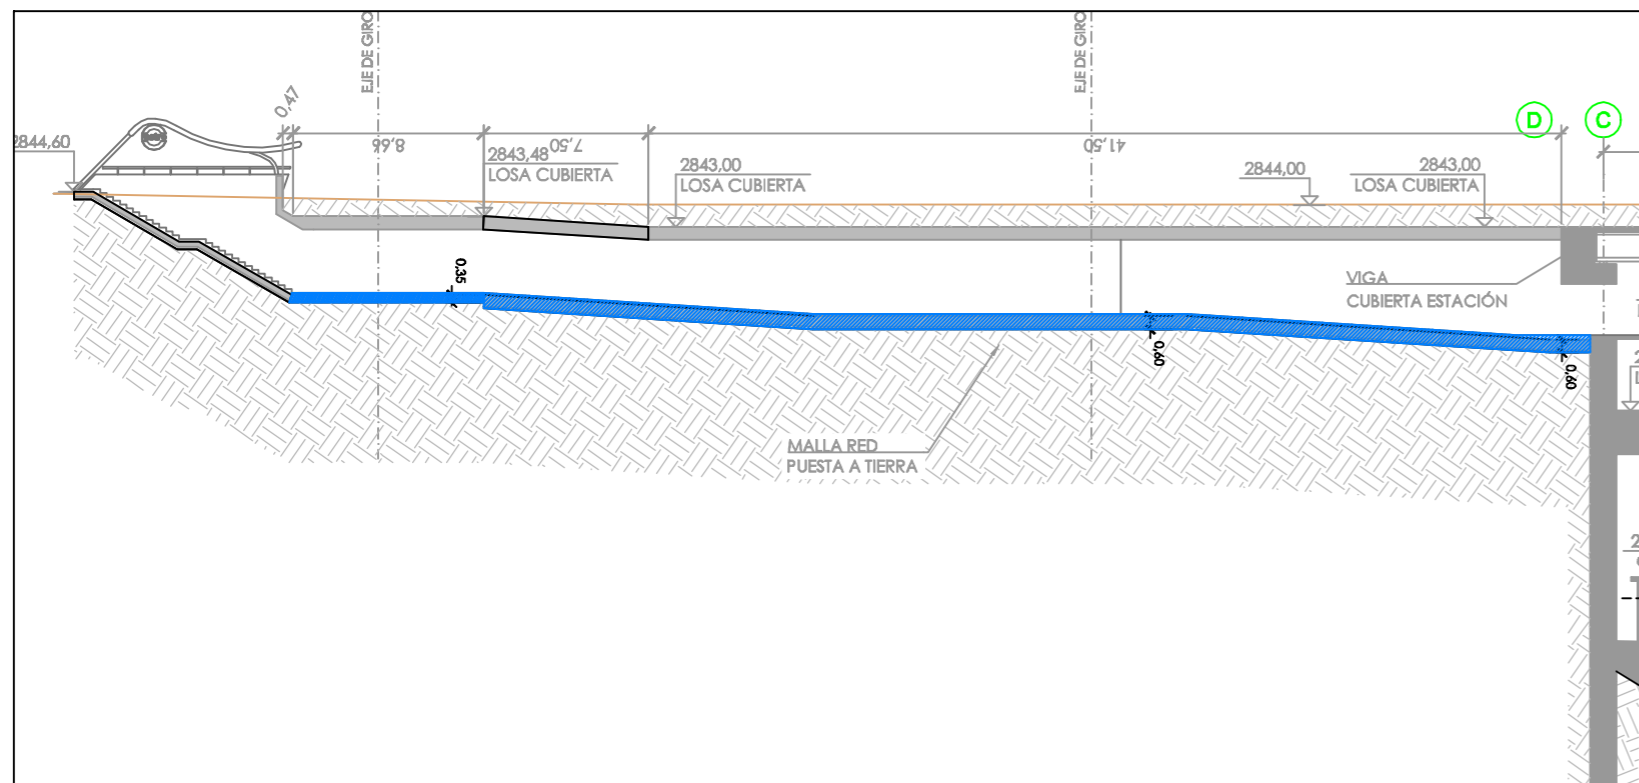 EJE DE GIRO
EJE DE GIRO
0,47
D
C
2844,60
8,66
7,50
41,50
2843,48
LOSA CUBIERTA
2843,00
LOSA CUBIERTA
2844,00
2843,00
LOSA CUBIERTA
0,35
VIGA
CUBIERTA ESTACIÓN
0,60
0,60
MALLA RED
PUESTA A TIERRA